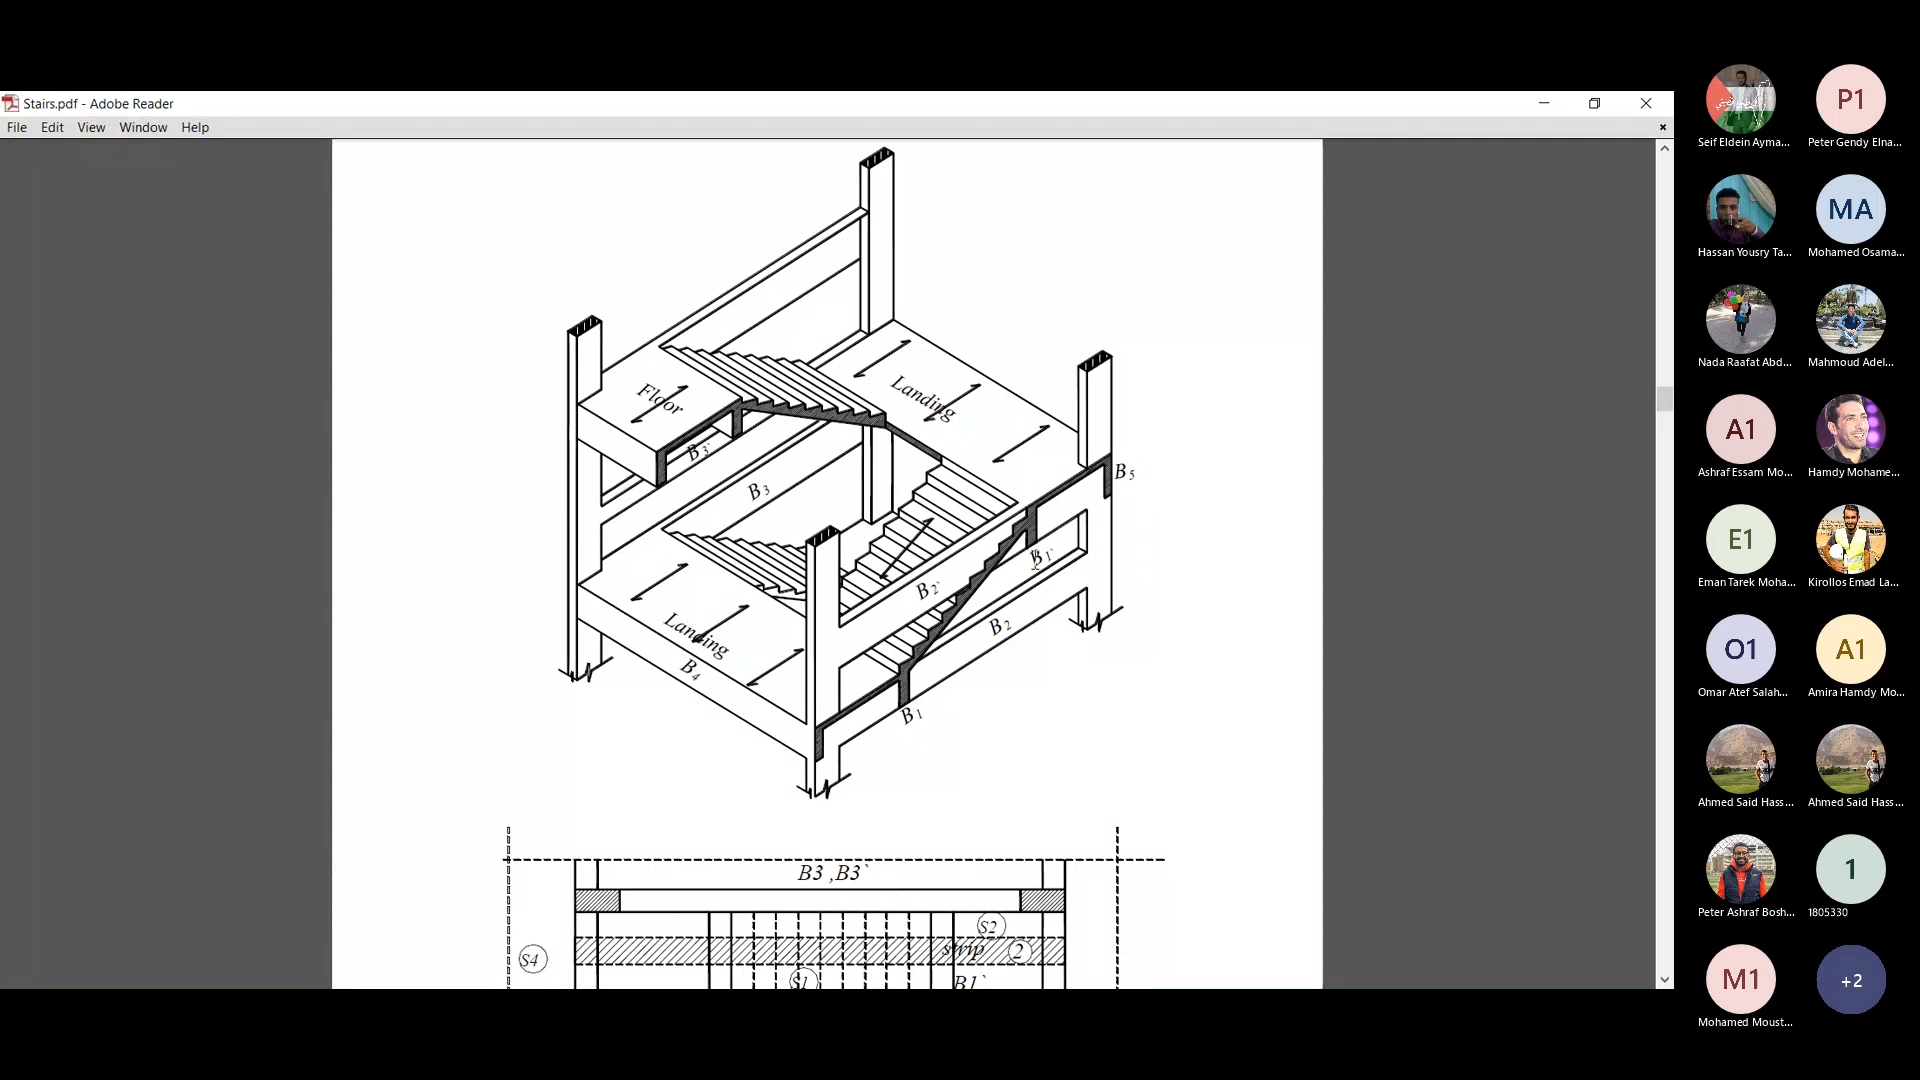 Stairs.pdf - Adobe Reader
File Edit View Window Help
Floor
Landing
B3`
B3
B5
B1`
B2`
B2
Landing
B4
B1
B3 ,B3`
S2
strip 2
S4
S1
B1`
Seif Eldein Ayma...
P1
Peter Gendy Elna...
Hassan Yousry Ta...
MA
Mohamed Osama...
Nada Raafat Abd...
Mahmoud Adel...
A1
Ashraf Essam Mo...
Hamdy Mohame...
E1
Eman Tarek Moha...
Kirollos Emad La...
O1
Omar Atef Salah...
A1
Amira Hamdy Mo...
Ahmed Said Hass...
Ahmed Said Hass...
Peter Ashraf Bosh...
1
1805330
M1
Mohamed Moust...
+2